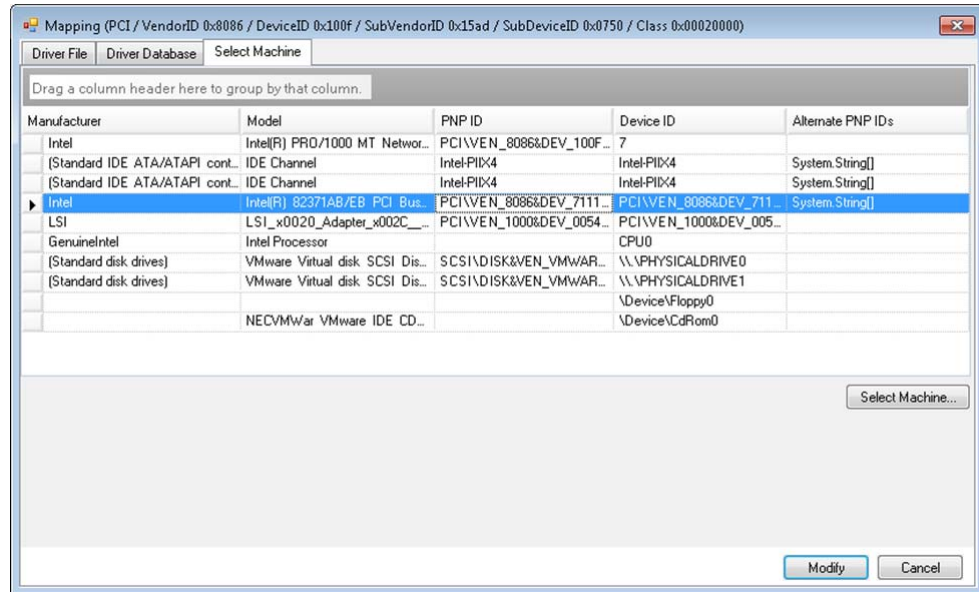 Mapping (PCI / VendorID 0x8086 / DeviceID 0x100f / SubVendorID 0x15ad / SubDeviceID 0x0750 / Class 0x00020000)
Driver File Driver Database Select Machine
Drag a column header here to group by that column.
Manufacturer Model PNP ID Device ID Alternate PNP IDs
Intel Intel(R) PRO/1000 MT Networ... PCI\VEN_8086&DEV_100F... 7
(Standard IDE ATA/ATAPI cont... IDE Channel Intel-PIIX4 Intel-PIIX4 System.String[]
(Standard IDE ATA/ATAPI cont... IDE Channel Intel-PIIX4 Intel-PIIX4 System.String[]
Intel Intel(R) 82371AB/EB PCI Bus... PCI\VEN_8086&DEV_7111... PCI\VEN_8086&DEV_711... System.String[]
LSI LSI_x0020_Adapter_x002C__... PCI\VEN_1000&DEV_0054... PCI\VEN_1000&DEV_005...
GenuineIntel Intel Processor CPU0
(Standard disk drives) VMware Virtual disk SCSI Dis... SCSI\DISK&VEN_VMWAR... \\.\PHYSICALDRIVE0
(Standard disk drives) VMware Virtual disk SCSI Dis... SCSI\DISK&VEN_VMWAR... \\.\PHYSICALDRIVE1
\Device\Floppy0
NECVMWar VMware IDE CD... \Device\CdRom0
Select Machine...
Modify Cancel